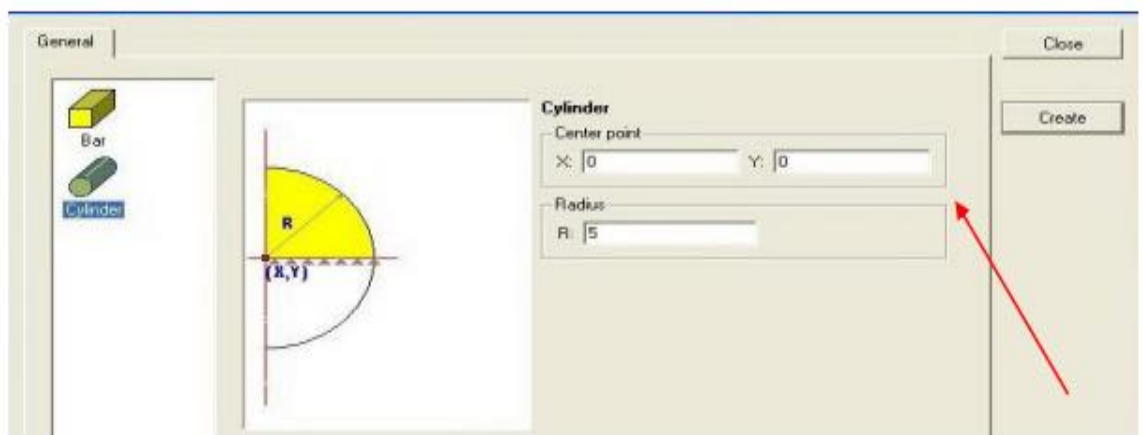 General
Close
Create
Bar
Cylinder
R
(X,Y)
Cylinder
Center point
X: 0
Y: 0
Radius
R: 5